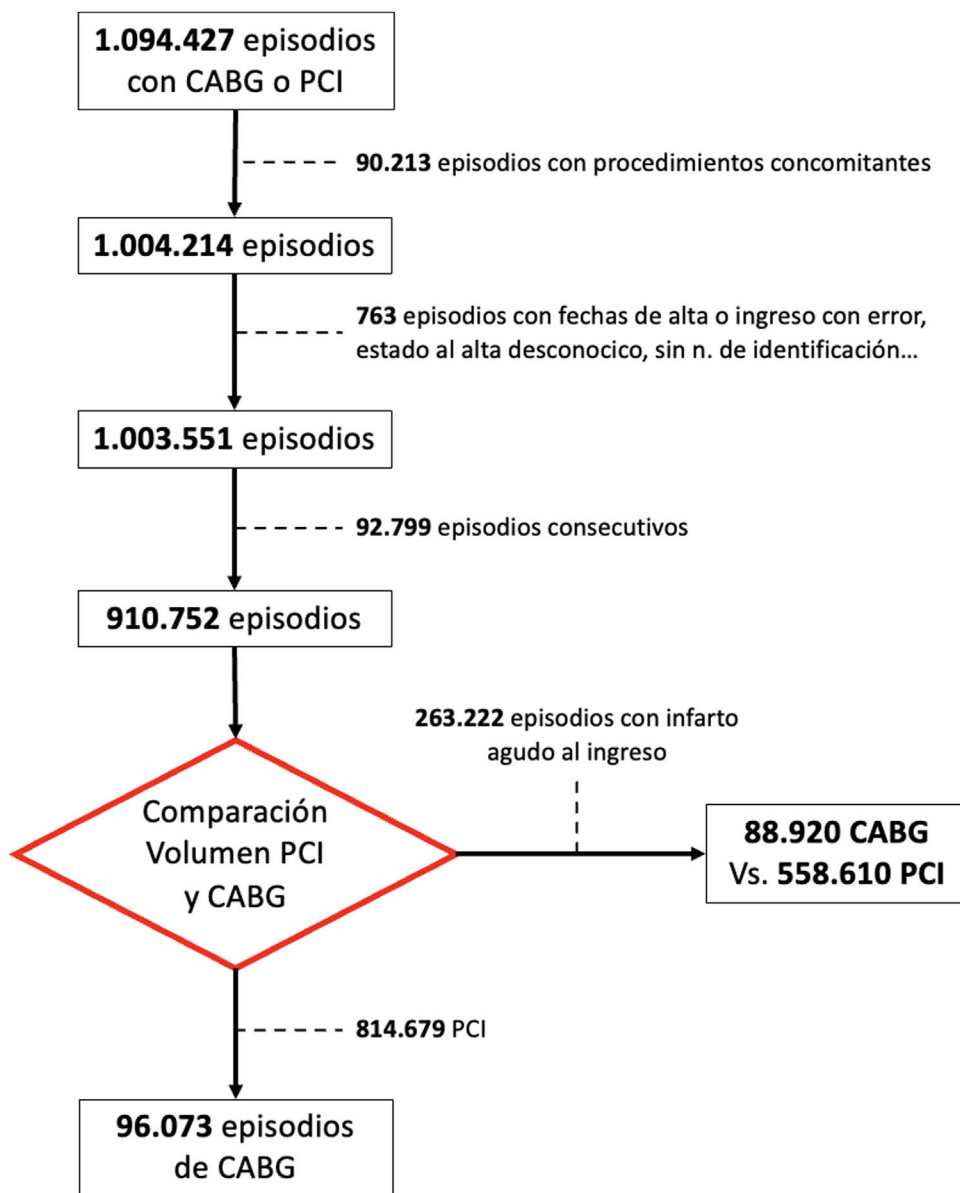 1.094.427 episodios
con CABG o PCI
90.213 episodios con procedimientos concomitantes
1.004.214 episodios
763 episodios con fechas de alta o ingreso con error,
estado al alta desconocico, sin n. de identificación...
1.003.551 episodios
92.799 episodios consecutivos
910.752 episodios
263.222 episodios con infarto
agudo al ingreso
Comparación
Volumen PCI
y CABG
88.920 CABG
Vs. 558.610 PCI
814.679 PCI
96.073 episodios
de CABG